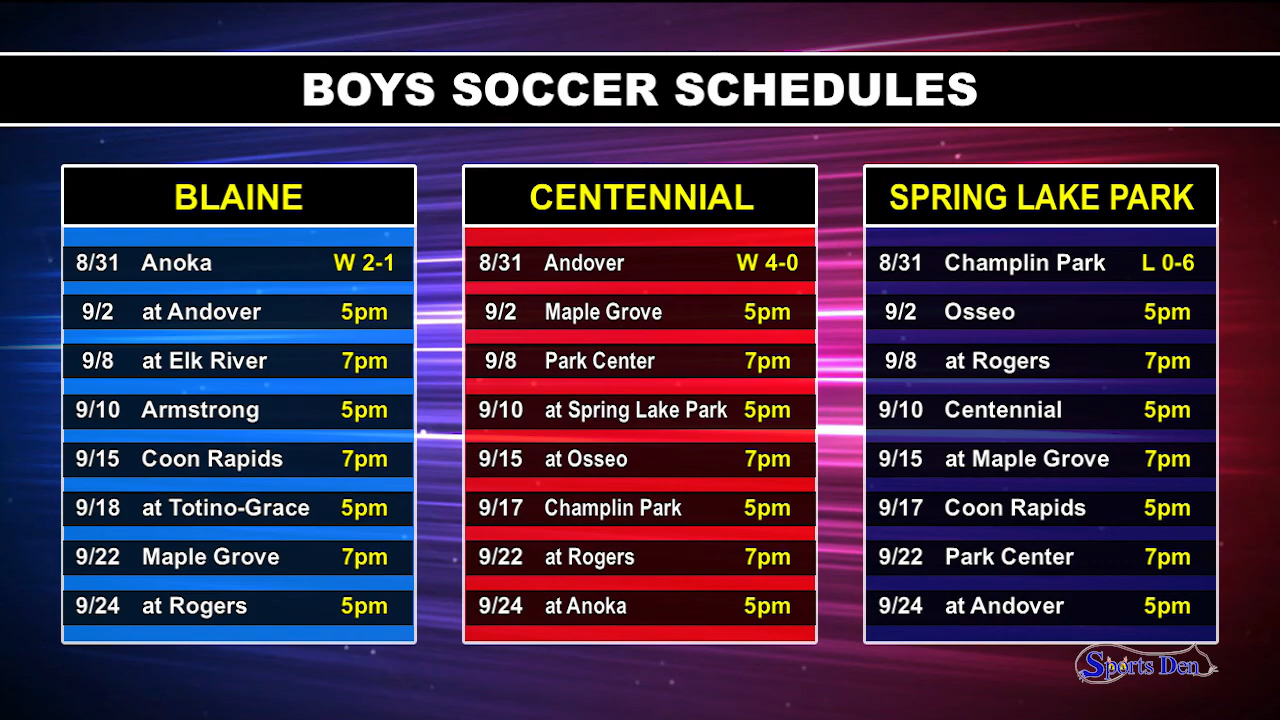 BOYS SOCCER SCHEDULES
BLAINE
8/31 Anoka W 2-1
9/2 at Andover 5pm
9/8 at Elk River 7pm
9/10 Armstrong 5pm
9/15 Coon Rapids 7pm
9/18 at Totino-Grace 5pm
9/22 Maple Grove 7pm
9/24 at Rogers 5pm
CENTENNIAL
8/31 Andover W 4-0
9/2 Maple Grove 5pm
9/8 Park Center 7pm
9/10 at Spring Lake Park 5pm
9/15 at Osseo 7pm
9/17 Champlin Park 5pm
9/22 at Rogers 7pm
9/24 at Anoka 5pm
SPRING LAKE PARK
8/31 Champlin Park L 0-6
9/2 Osseo 5pm
9/8 at Rogers 7pm
9/10 Centennial 5pm
9/15 at Maple Grove 7pm
9/17 Coon Rapids 5pm
9/22 Park Center 7pm
9/24 at Andover 5pm
Sports Den